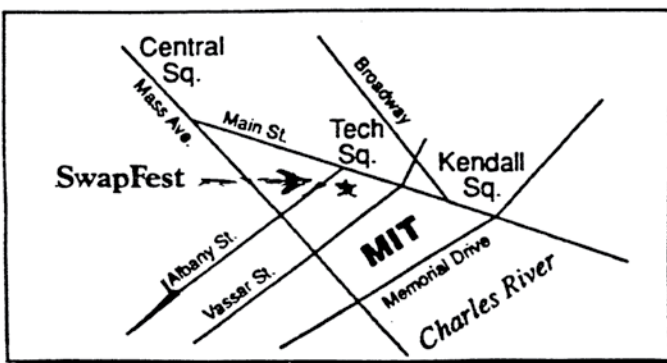 Central
Sq.
Mass Ave.
Main St.
Broadway
Tech
Sq.
Kendall
Sq.
SwapFest
Albany St.
Vassar St.
MIT
Memorial Drive
Charles River